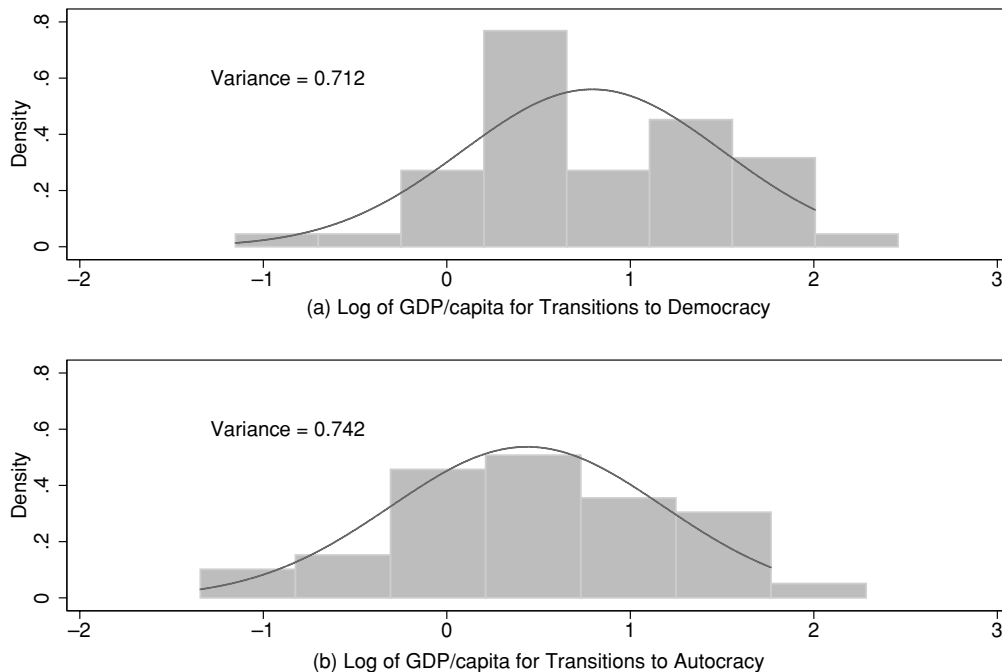 .8
.6
.4
.2
0
Density
Variance = 0.712
–2 –1 0 1 2 3
(a) Log of GDP/capita for Transitions to Democracy
.8
.6
.4
.2
0
Density
Variance = 0.742
–2 –1 0 1 2 3
(b) Log of GDP/capita for Transitions to Autocracy